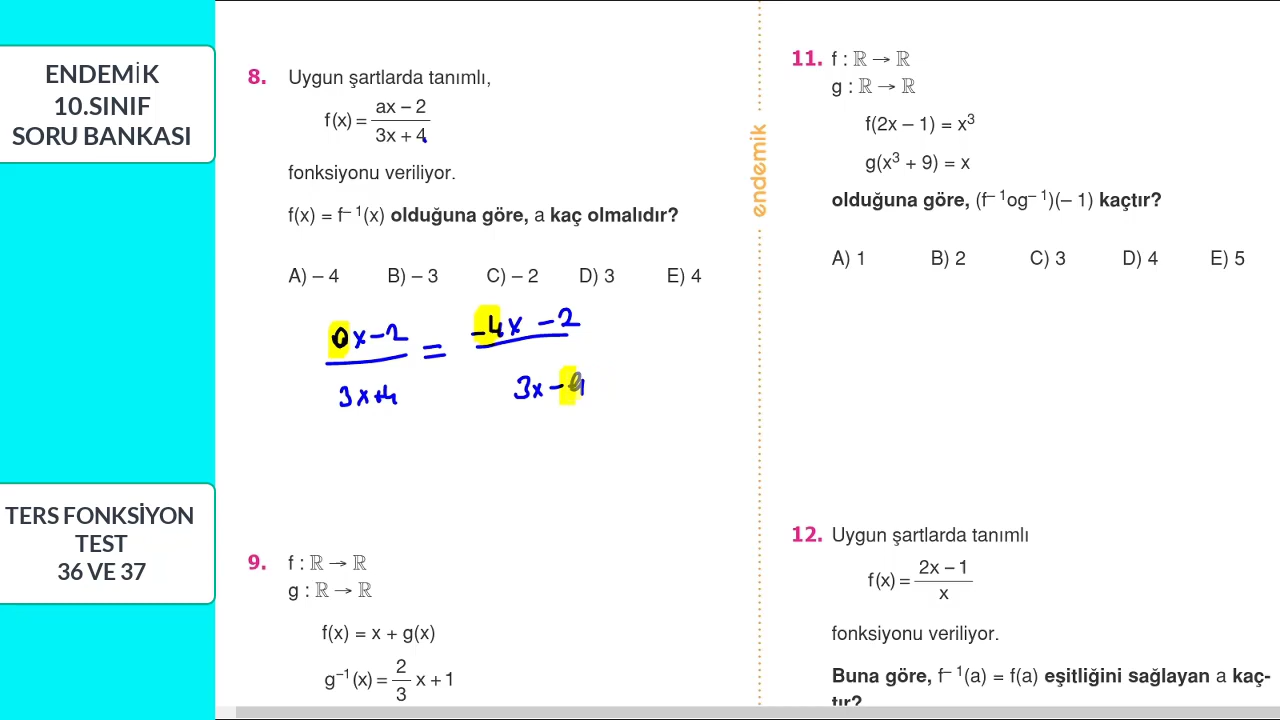 ENDEMİK
10.SINIF
SORU BANKASI
TERS FONKSİYON
TEST
36 VE 37
8. Uygun şartlarda tanımlı,
f(x) = (ax – 2)/(3x + 4)
fonksiyonu veriliyor.
f(x) = f⁻¹(x) olduğuna göre, a kaç olmalıdır?
A) – 4 B) – 3 C) – 2 D) 3 E) 4
ax – 2 / 3x + 4 = –4x – 2 / 3x – a
9. f : ℝ → ℝ
g : ℝ → ℝ
f(x) = x + g(x)
g⁻¹(x) = 2/3 x + 1
endemik
11. f : ℝ → ℝ
g : ℝ → ℝ
f(2x – 1) = x³
g(x³ + 9) = x
olduğuna göre, (f⁻¹og⁻¹)(– 1) kaçtır?
A) 1 B) 2 C) 3 D) 4 E) 5
12. Uygun şartlarda tanımlı
f(x) = (2x – 1)/x
fonksiyonu veriliyor.
Buna göre, f⁻¹(a) = f(a) eşitliğini sağlayan a kaç-
tır?